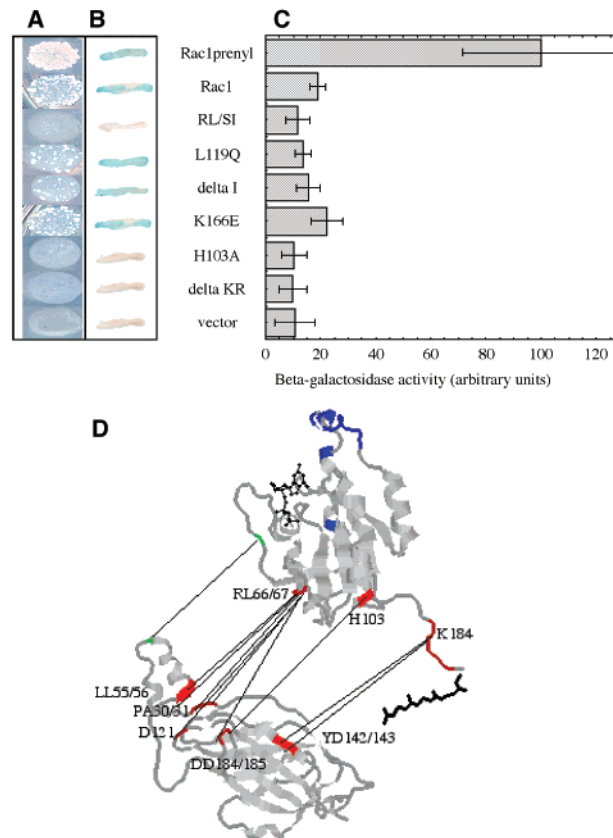 A B C
Rac1prenyl
Rac1
RL/SI
L119Q
delta I
K166E
H103A
delta KR
vector
0 20 40 60 80 100 120
Beta-galactosidase activity (arbitrary units)
D
RL66/67
H103
K184
LL55/56
PA30/31
D121
YD142/143
DD184/185